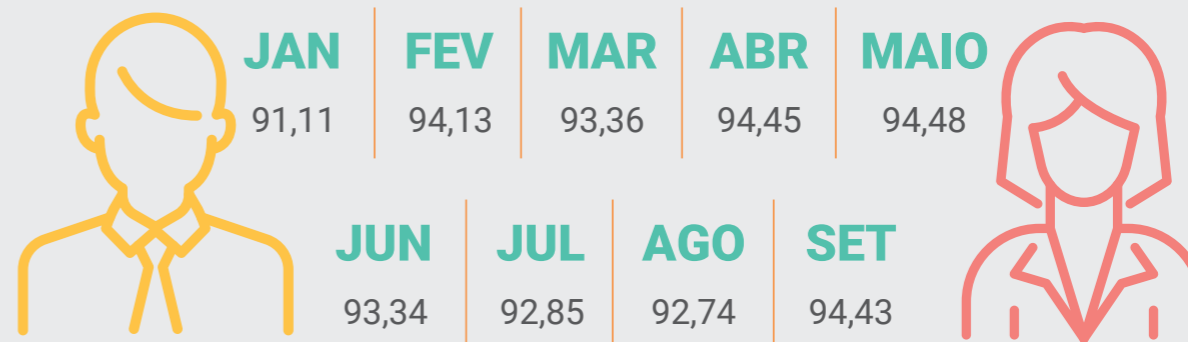 JAN FEV MAR ABR MAIO
91,11 94,13 93,36 94,45 94,48
JUN JUL AGO SET
93,34 92,85 92,74 94,43